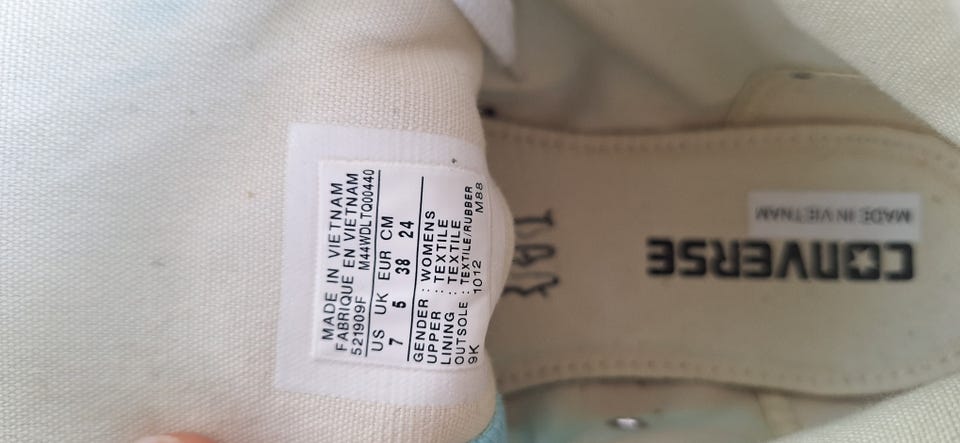 MADE IN VIETNAM
FABRIQUE EN VIETNAM
521909F M44WDLTQ00440
US UK EUR CM
7 5 38 24
GENDER : WOMENS
UPPER : TEXTILE
LINING : TEXTILE
OUTSOLE : TEXTILE/RUBBER
9K 1012 M88
MADE IN VIETNAM
CONVERSE